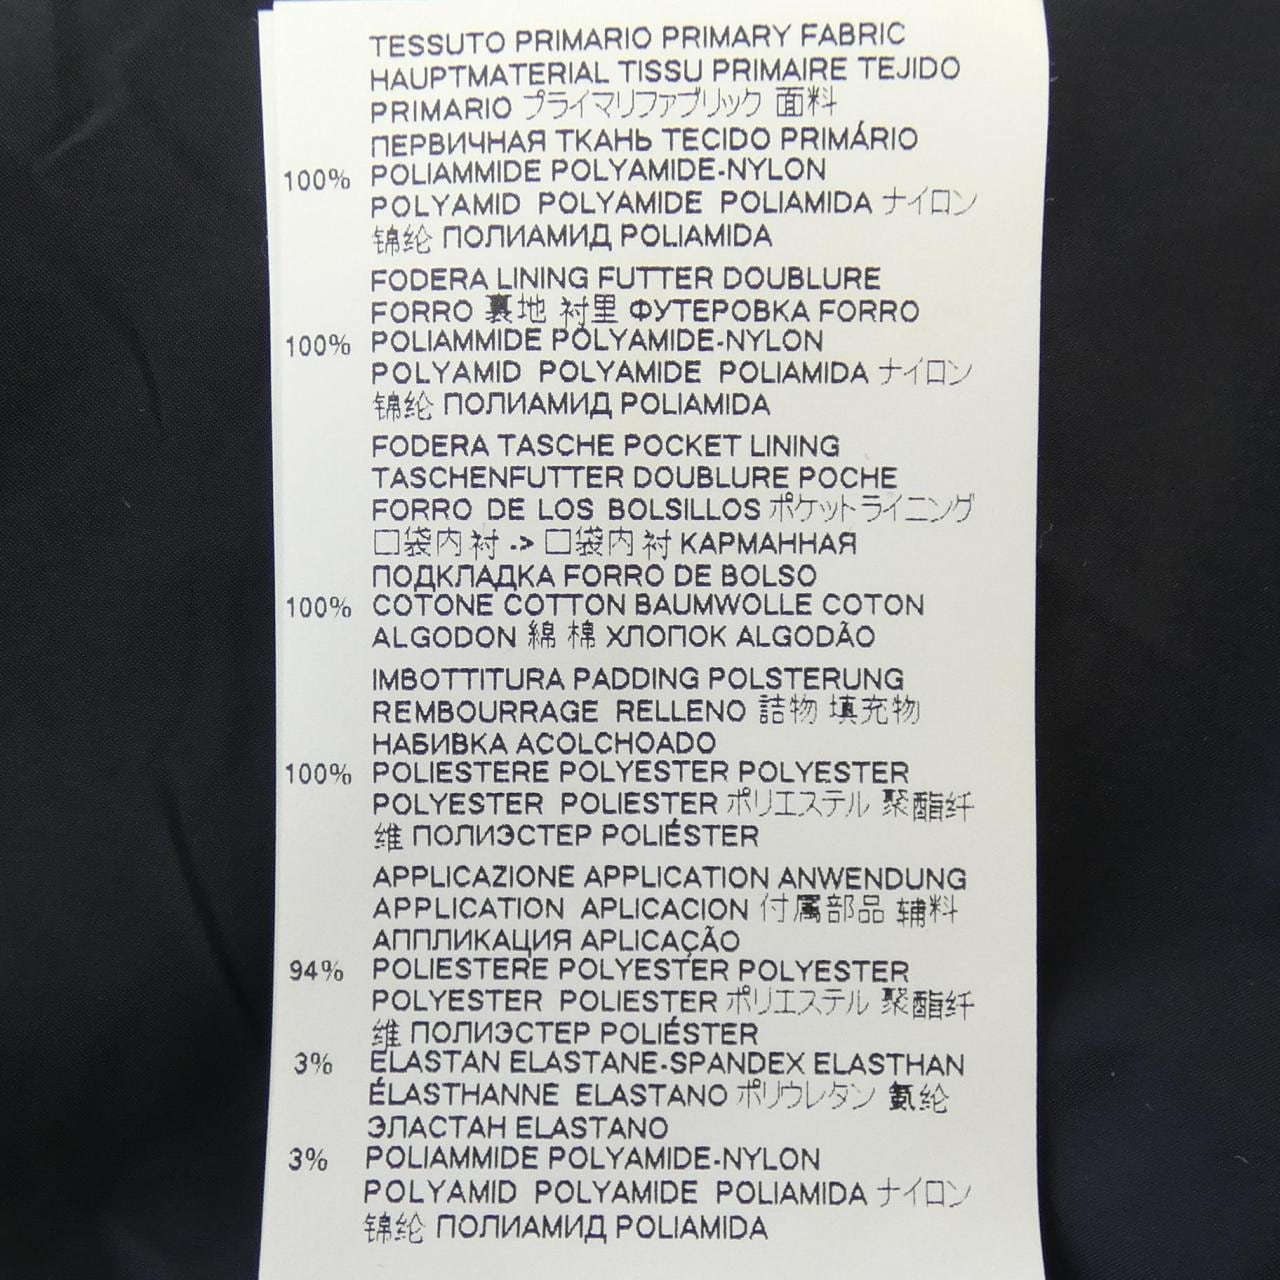 TESSUTO PRIMARIO PRIMARY FABRIC
HAUPTMATERIAL TISSU PRIMAIRE TEJIDO
PRIMARIO プライマリファブリック 面料
ПЕРВИЧНАЯ ТКАНЬ TECIDO PRIMÁRIO
100% POLIAMMIDE POLYAMIDE-NYLON
POLYAMID POLYAMIDE POLIAMIDA ナイロン
锦纶 ПОЛИАМИД POLIAMIDA
FODERA LINING FUTTER DOUBLURE
FORRO 裏地 衬里 ФУТЕРОВКА FORRO
100% POLIAMMIDE POLYAMIDE-NYLON
POLYAMID POLYAMIDE POLIAMIDA ナイロン
锦纶 ПОЛИАМИД POLIAMIDA
FODERA TASCHE POCKET LINING
TASCHENFUTTER DOUBLURE POCHE
FORRO DE LOS BOLSILLOS ポケットライニング
口袋内衬 -> 口袋内衬 КАРМАННАЯ
ПОДКЛАДКА FORRO DE BOLSO
100% COTONE COTTON BAUMWOLLE COTON
ALGODON 綿 棉 ХЛОПОК ALGODÃO
IMBOTTITURA PADDING POLSTERUNG
REMBOURRAGE RELLENO 詰物 填充物
НАБИВКА ACOLCHOADO
100% POLIESTERE POLYESTER POLYESTER
POLYESTER POLIESTER ポリエステル 聚酯纤
维 ПОЛИЭСТЕР POLIÉSTER
APPLICAZIONE APPLICATION ANWENDUNG
APPLICATION APLICACION 付属部品 辅料
АППЛИКАЦИЯ APLICAÇÃO
94% POLIESTERE POLYESTER POLYESTER
POLYESTER POLIESTER ポリエステル 聚酯纤
维 ПОЛИЭСТЕР POLIÉSTER
3% ELASTAN ELASTANE-SPANDEX ELASTHAN
ÉLASTHANNE ELASTANO ポリウレタン 氨纶
ЭЛАСТАН ELASTANO
3% POLIAMMIDE POLYAMIDE-NYLON
POLYAMID POLYAMIDE POLIAMIDA ナイロン
锦纶 ПОЛИАМИД POLIAMIDA